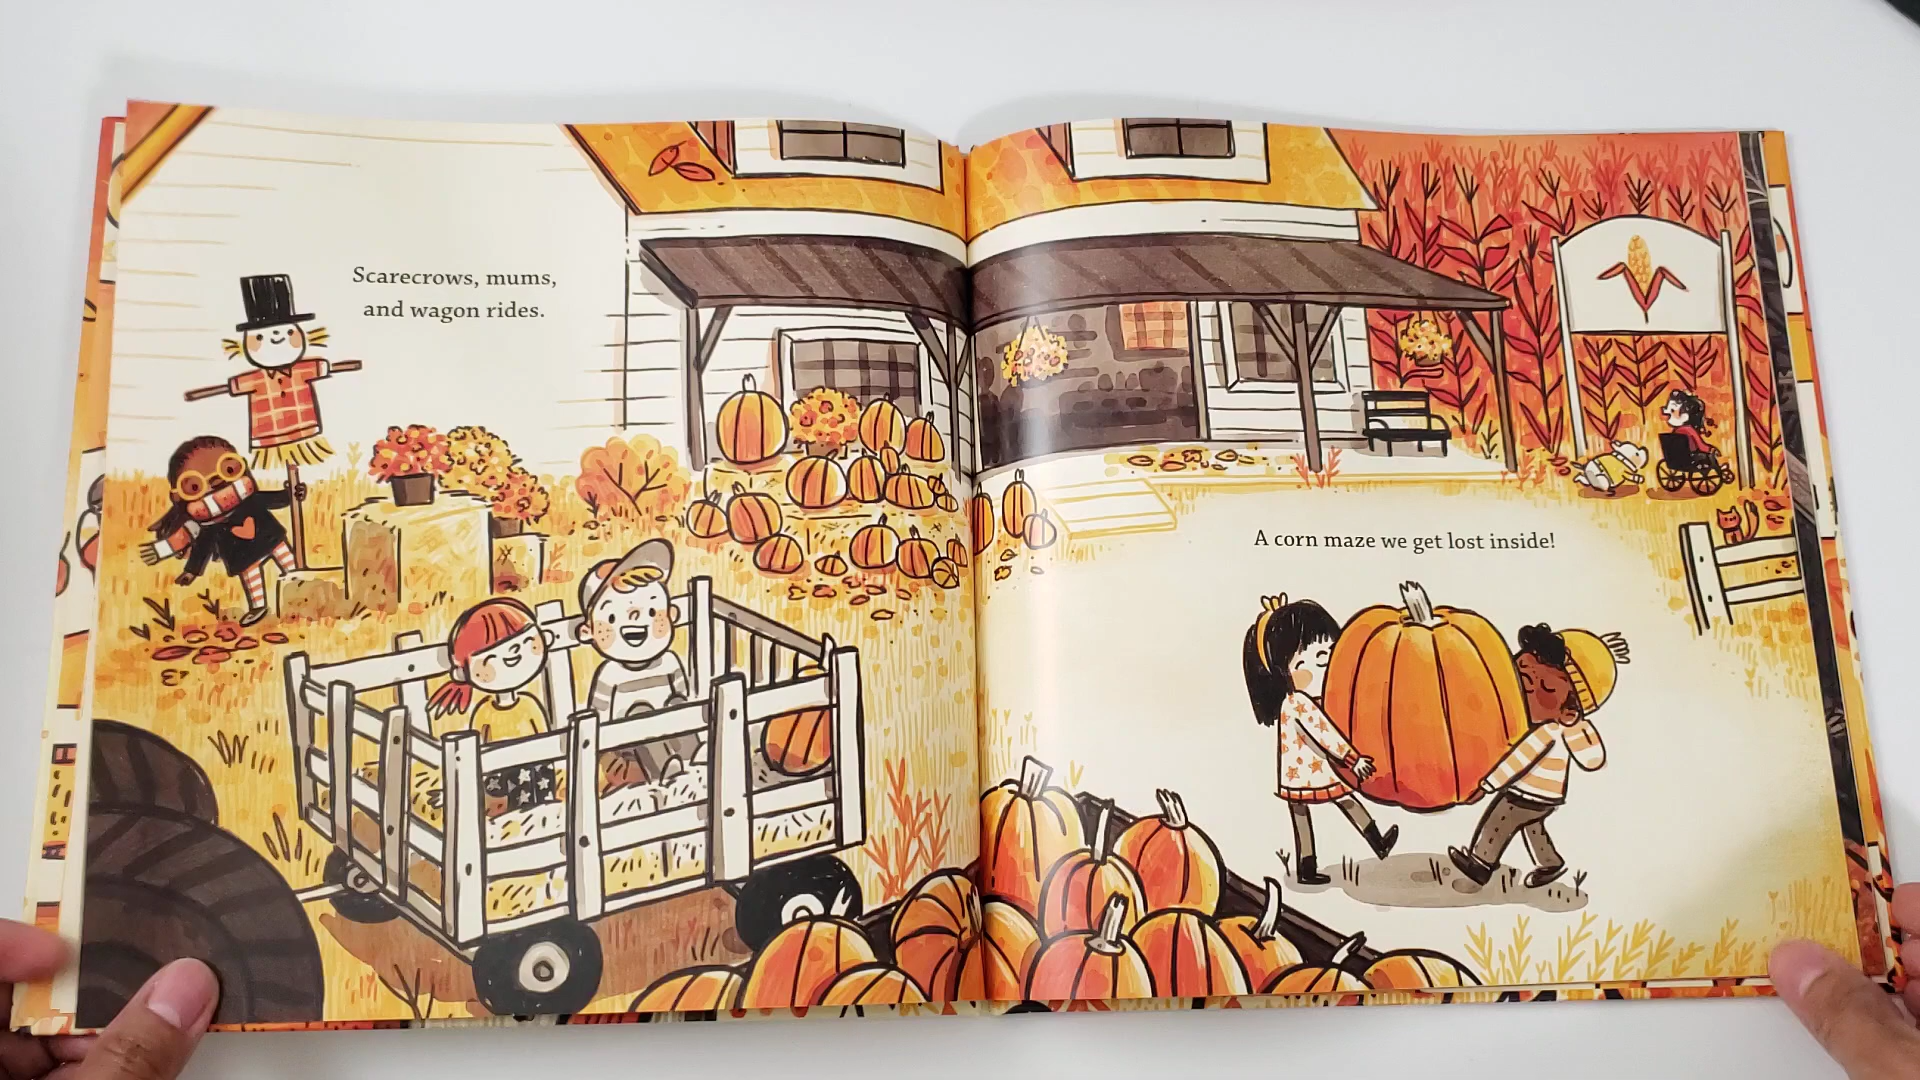 Scarecrows, mums,
and wagon rides.
A corn maze we get lost inside!